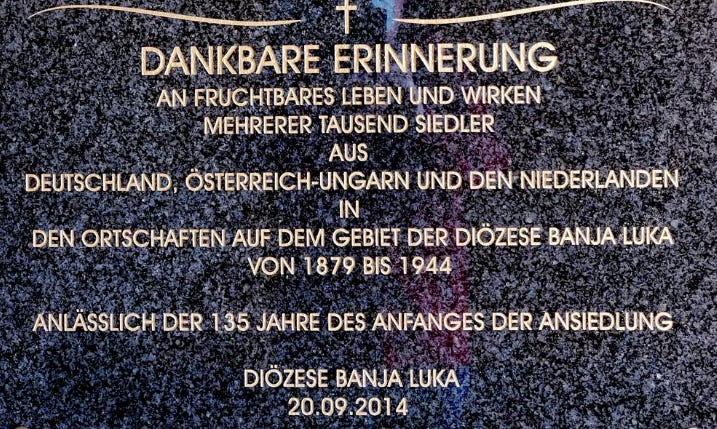 DANKBARE ERINNERUNG
AN FRUCHTBARES LEBEN UND WIRKEN
MEHRERER TAUSEND SIEDLER
AUS
DEUTSCHLAND, ÖSTERREICH-UNGARN UND DEN NIEDERLANDEN
IN
DEN ORTSCHAFTEN AUF DEM GEBIET DER DIÖZESE BANJA LUKA
VON 1879 BIS 1944
ANLÄSSLICH DER 135 JAHRE DES ANFANGES DER ANSIEDLUNG
DIÖZESE BANJA LUKA
20.09.2014